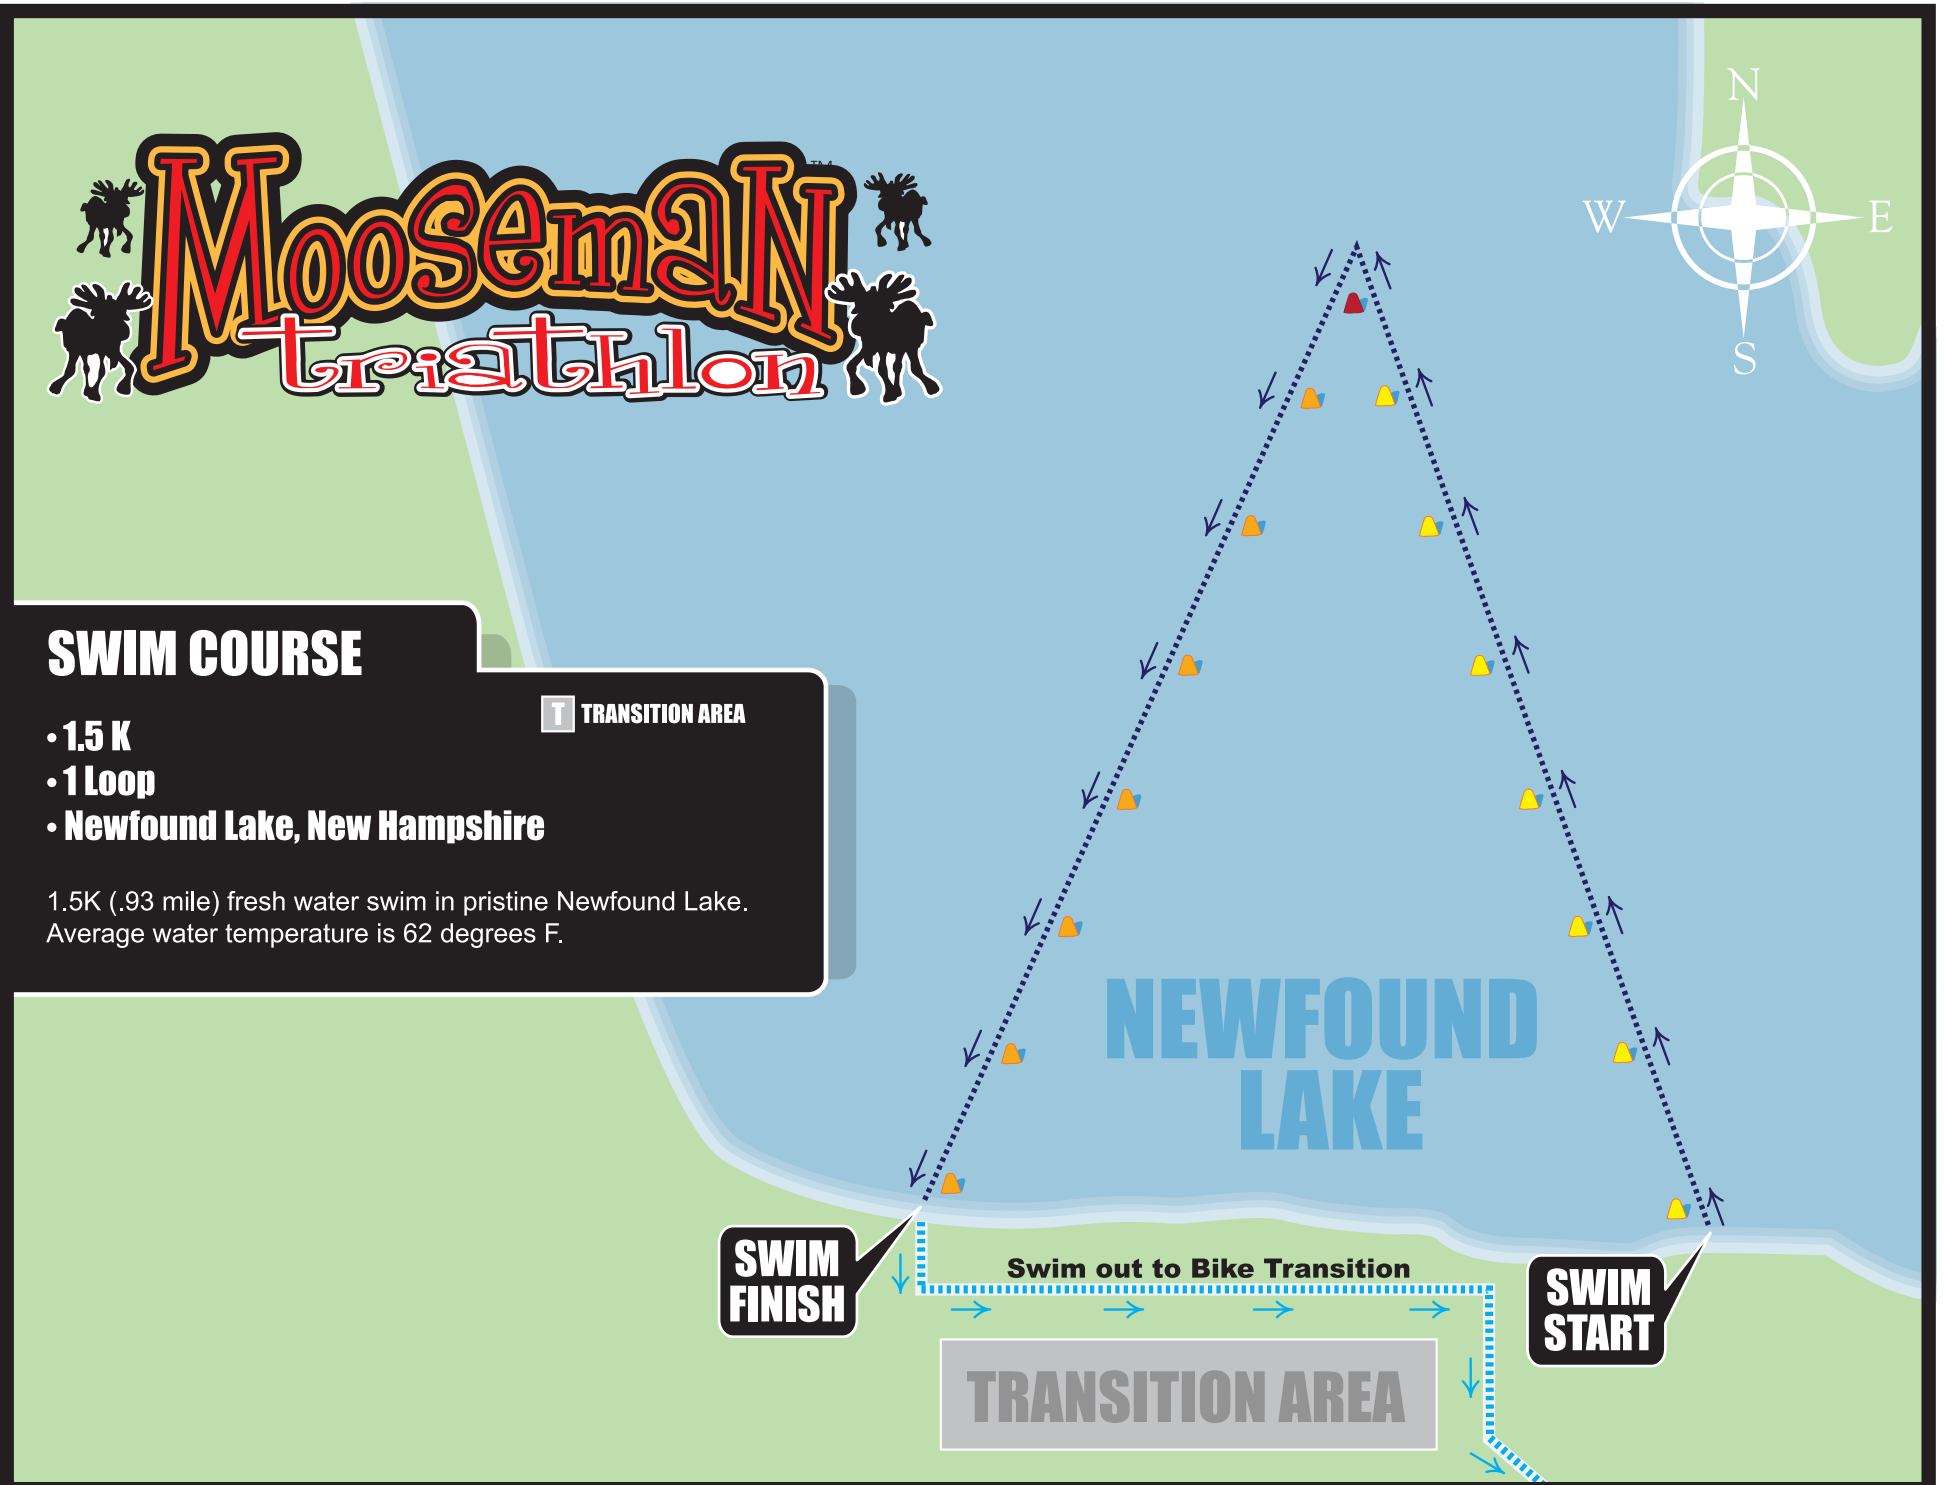 MoosemaN
TM
triathlon
N
W
E
S
SWIM COURSE
T TRANSITION AREA
• 1.5 K
• 1 Loop
• Newfound Lake, New Hampshire
1.5K (.93 mile) fresh water swim in pristine Newfound Lake.
Average water temperature is 62 degrees F.
NEWFOUND
LAKE
SWIM
FINISH
Swim out to Bike Transition
SWIM
START
TRANSITION AREA